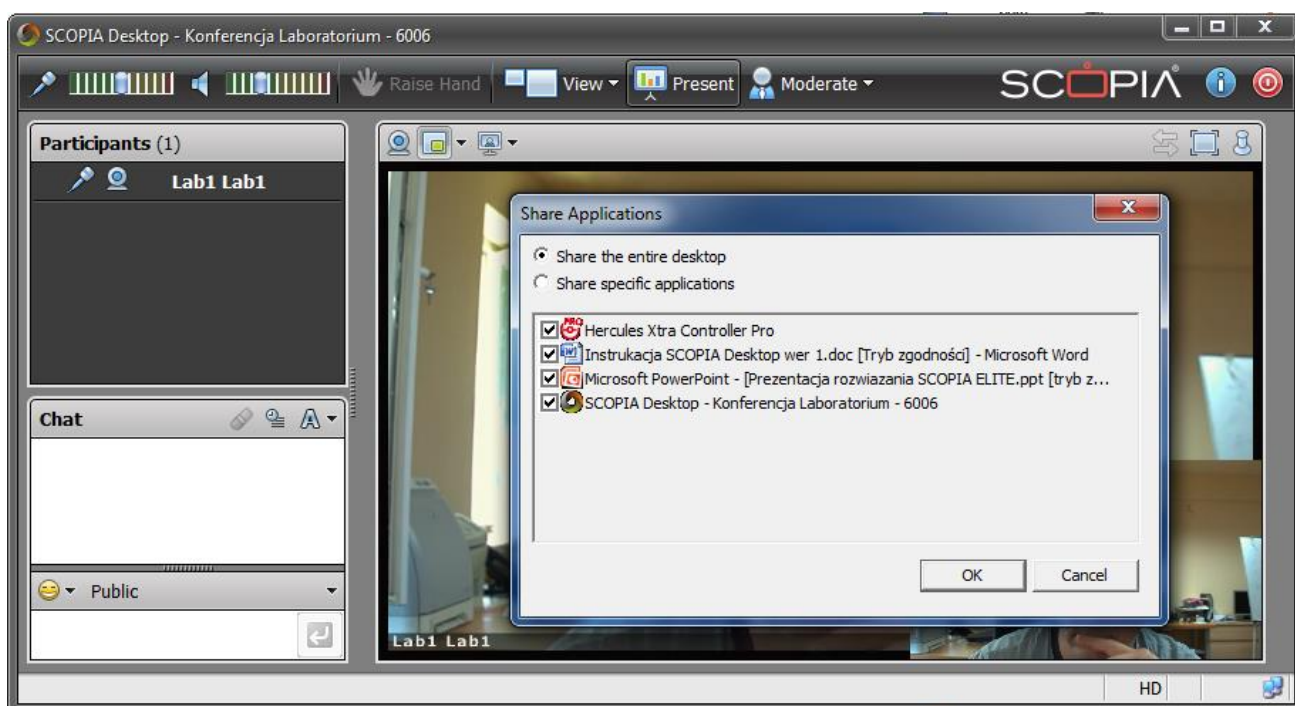 SCOPIA Desktop - Konferencja Laboratorium - 6006
Raise Hand View Present Moderate SCOPIA
Participants (1)
Lab1 Lab1
Chat
Public
Share Applications
Share the entire desktop
Share specific applications
Hercules Xtra Controller Pro
Instrukacja SCOPIA Desktop wer 1.doc [Tryb zgodności] - Microsoft Word
Microsoft PowerPoint - [Prezentacja rozwiazania SCOPIA ELITE.ppt [tryb z...
SCOPIA Desktop - Konferencja Laboratorium - 6006
OK Cancel
Lab1 Lab1
HD